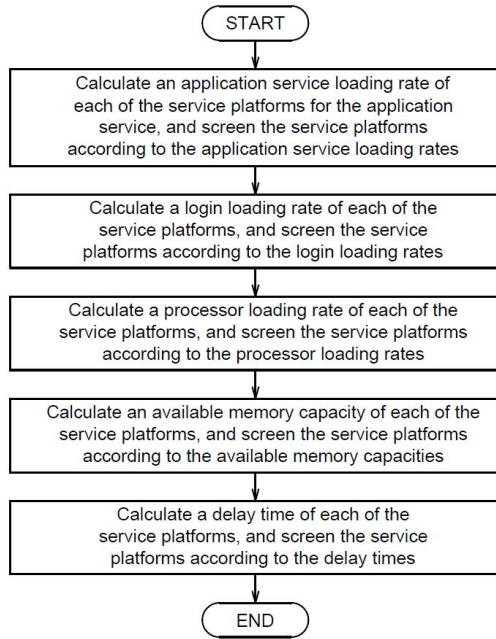 START
Calculate an application service loading rate of
each of the service platforms for the application
service, and screen the service platforms
according to the application service loading rates
Calculate a login loading rate of each of the
service platforms, and screen the service
platforms according to the login loading rates
Calculate a processor loading rate of each of the
service platforms, and screen the service platforms
according to the processor loading rates
Calculate an available memory capacity of each of the
service platforms, and screen the service platforms
according to the available memory capacities
Calculate a delay time of each of the
service platforms, and screen the service
platforms according to the delay times
END